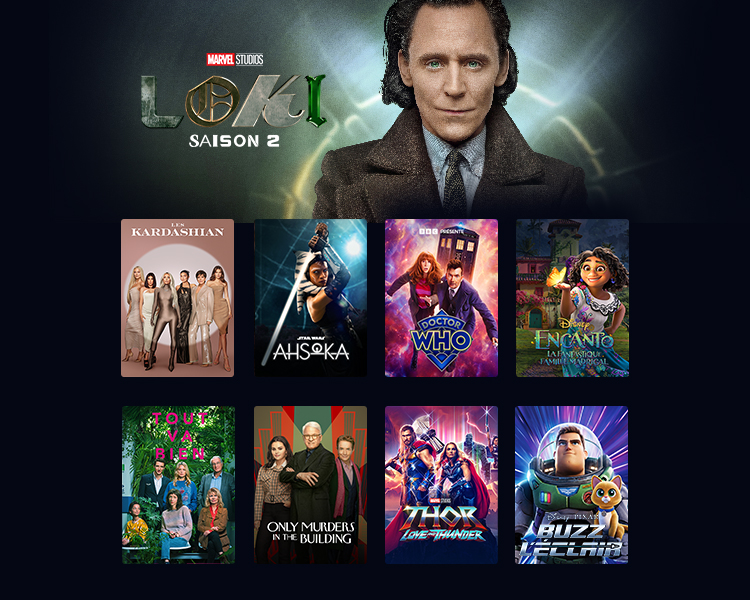 MARVEL STUDIOS
LOKI
SAISON 2
LES
KARDASHIAN
STAR WARS
AHSOKA
BBC PRÉSENTE
DOCTOR
WHO
Disney
ENCANTO
LA FANTASTIQUE
FAMILLE MADRIGAL
TOUT
VA
BIEN
ONLY MURDERS
IN THE BUILDING
MARVEL STUDIOS
THOR
LOVE AND THUNDER
Disney PIXAR
BUZZ
L'ÉCLAIR